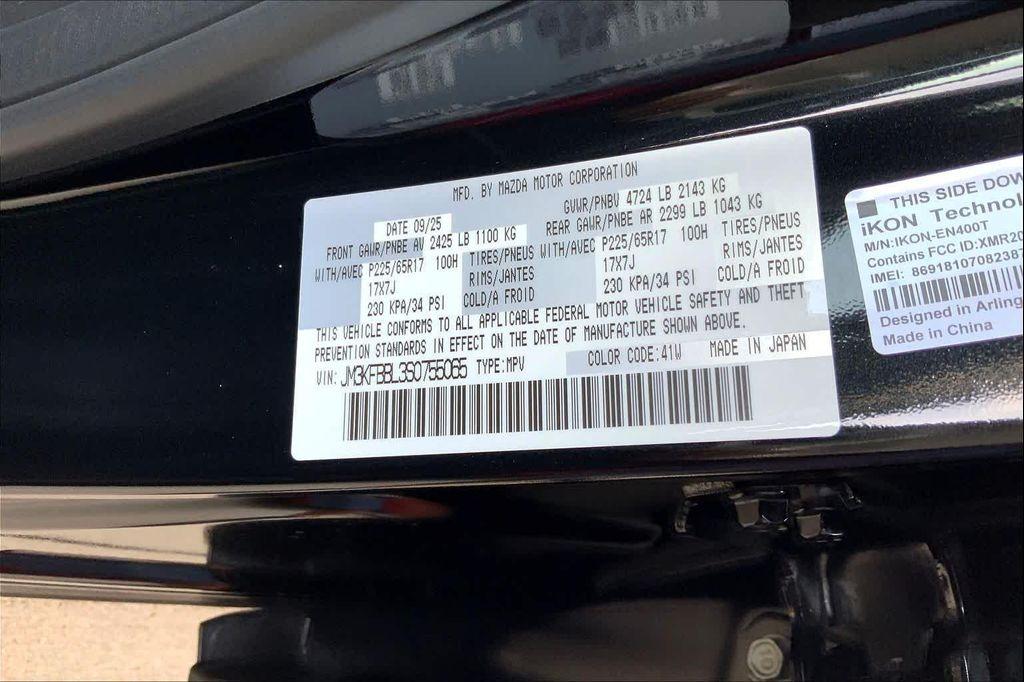 MFD. BY MAZDA MOTOR CORPORATION
DATE 09/25 GVWR/PNBV 4724 LB 2143 KG
FRONT GAWR/PNBE AV 2425 LB 1100 KG REAR GAWR/PNBE AR 2299 LB 1043 KG
WITH/AVEC P225/65R17 100H TIRES/PNEUS WITH/AVEC P225/65R17 100H TIRES/PNEUS
17X7J RIMS/JANTES 17X7J RIMS/JANTES
230 KPA/34 PSI COLD/A FROID 230 KPA/34 PSI COLD/A FROID
THIS VEHICLE CONFORMS TO ALL APPLICABLE FEDERAL MOTOR VEHICLE SAFETY AND THEFT
PREVENTION STANDARDS IN EFFECT ON THE DATE OF MANUFACTURE SHOWN ABOVE.
VIN: JM3KFBBL3S0755065 TYPE:MPV COLOR CODE:41W MADE IN JAPAN
THIS SIDE DOW
iKON Technol
M/N:IKON-EN400T
Contains FCC ID:XMR20
IMEI: 86918107082387
Designed in Arling
Made in China